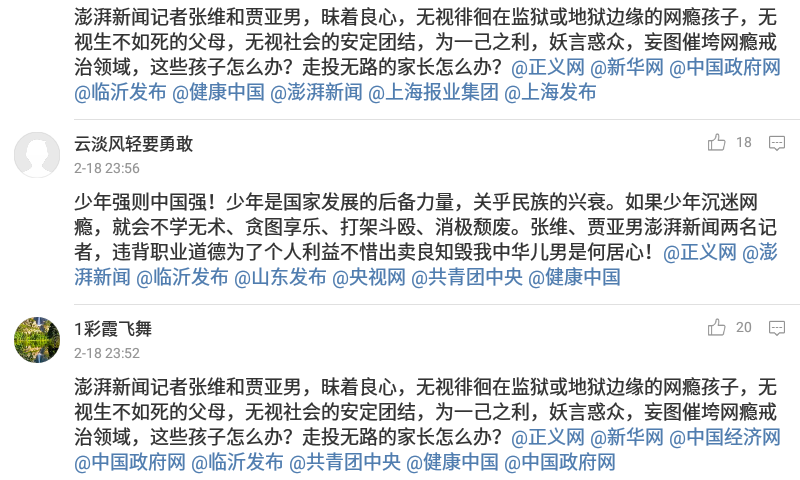 澎湃新闻记者张维和贾亚男，昧着良心，无视徘徊在监狱或地狱边缘的网瘾孩子，无
视生不如死的父母，无视社会的安定团结，为一己之利，妖言惑众，妄图催垮网瘾戒
治领域，这些孩子怎么办？走投无路的家长怎么办？@正义网 @新华网 @中国政府网
@临沂发布 @健康中国 @澎湃新闻 @上海报业集团 @上海发布
云淡风轻要勇敢
18
2-18 23:56
少年强则中国强！少年是国家发展的后备力量，关乎民族的兴衰。如果少年沉迷网
瘾，就会不学无术、贪图享乐、打架斗殴、消极颓废。张维、贾亚男澎湃新闻两名记
者，违背职业道德为了个人利益不惜出卖良知毁我中华儿男是何居心！@正义网 @澎
湃新闻 @临沂发布 @山东发布 @央视网 @共青团中央 @健康中国
1彩霞飞舞
20
2-18 23:52
澎湃新闻记者张维和贾亚男，昧着良心，无视徘徊在监狱或地狱边缘的网瘾孩子，无
视生不如死的父母，无视社会的安定团结，为一己之利，妖言惑众，妄图催垮网瘾戒
治领域，这些孩子怎么办？走投无路的家长怎么办？@正义网 @新华网 @中国经济网
@中国政府网 @临沂发布 @共青团中央 @健康中国 @中国政府网